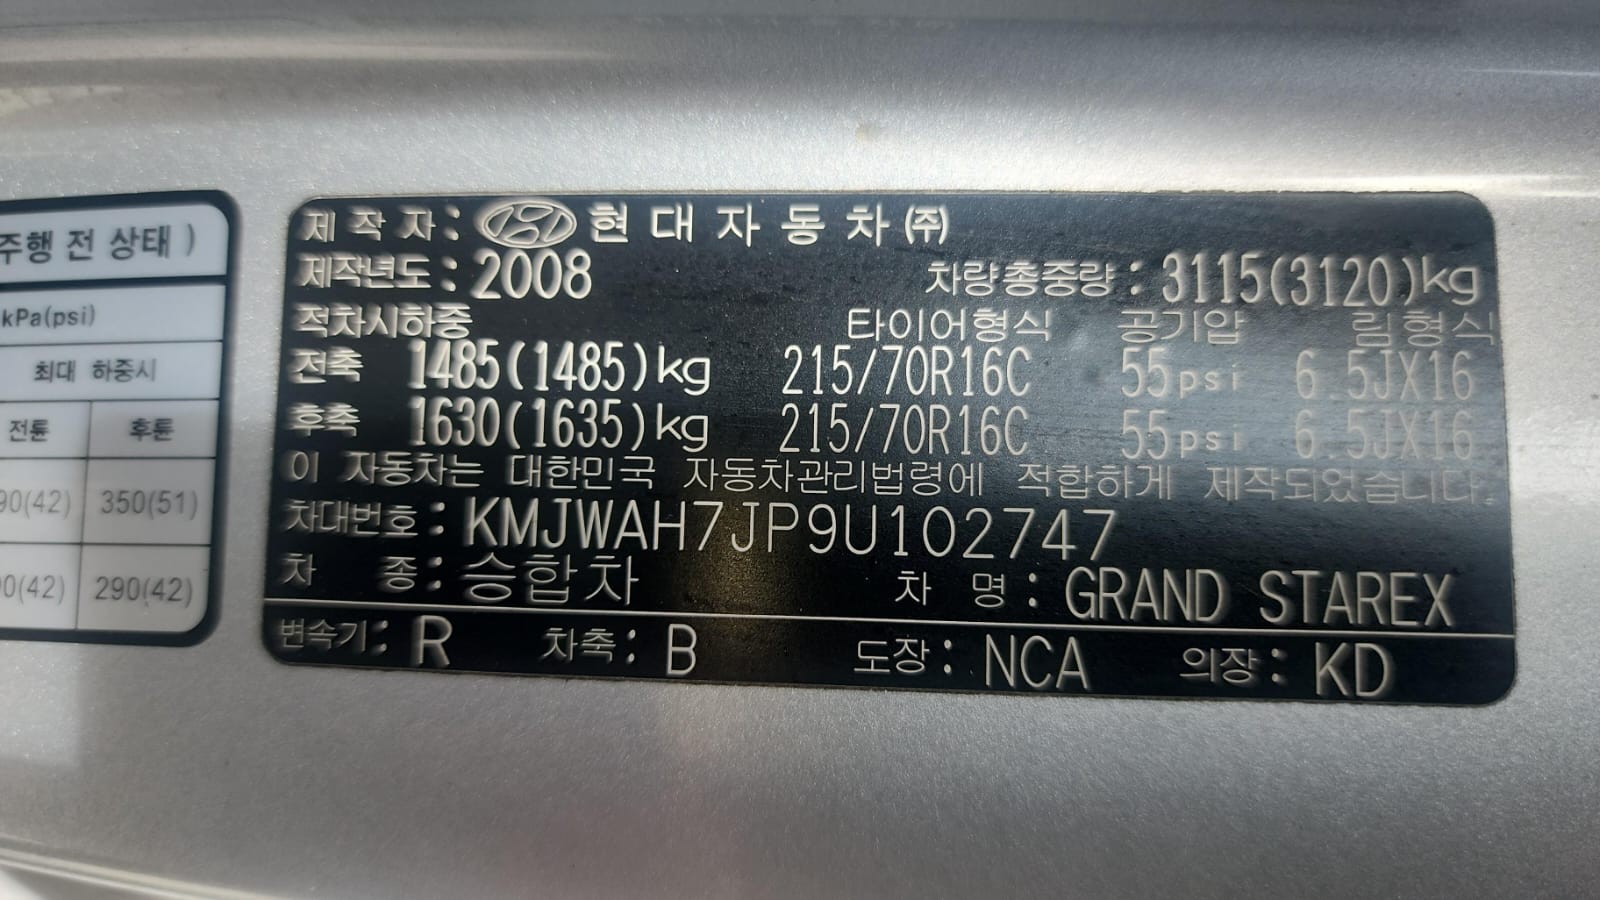 주행 전 상태 )
kPa(psi)
최대 하중시
전륜 후륜
90(42) 350(51)
00(42) 290(42)
제 작 자 : 현 대 자 동 차 ㈜
제작년도 : 2008 차량총중량 : 3115(3120)kg
적차시하중 타이어형식 공기압 림형식
전축 1485(1485)kg 215/70R16C 55psi 6.5JX16
후축 1630(1635)kg 215/70R16C 55psi 6.5JX16
이 자동차는 대한민국 자동차관리법령에 적합하게 제작되었습니다.
차대번호 : KMJWAH7JP9U102747
차 종 : 승합차 차 명 : GRAND STAREX
변속기 : R 차축 : B 도장 : NCA 의장 : KD